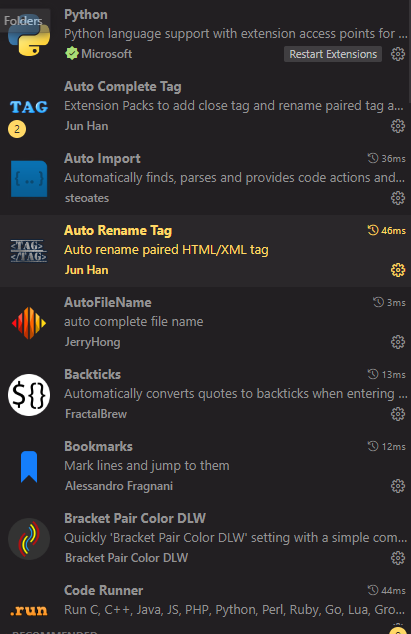 Folders
Python
Python language support with extension access points for ...
Microsoft
Restart Extensions
TAG
2
Auto Complete Tag
Extension Packs to add close tag and rename paired tag a...
Jun Han
{..}
Auto Import
36ms
Automatically finds, parses and provides code actions and...
steoates
<TAG>
</TAG>
Auto Rename Tag
46ms
Auto rename paired HTML/XML tag
Jun Han
AutoFileName
3ms
auto complete file name
JerryHong
${}
Backticks
13ms
Automatically converts quotes to backticks when entering ...
FractalBrew
Bookmarks
12ms
Mark lines and jump to them
Alessandro Fragnani
Bracket Pair Color DLW
Quickly 'Bracket Pair Color DLW' setting with a simple com...
Bracket Pair Color DLW
.run
Code Runner
44ms
Run C, C++, Java, JS, PHP, Python, Perl, Ruby, Go, Lua, Gro...
RECOMMENDED